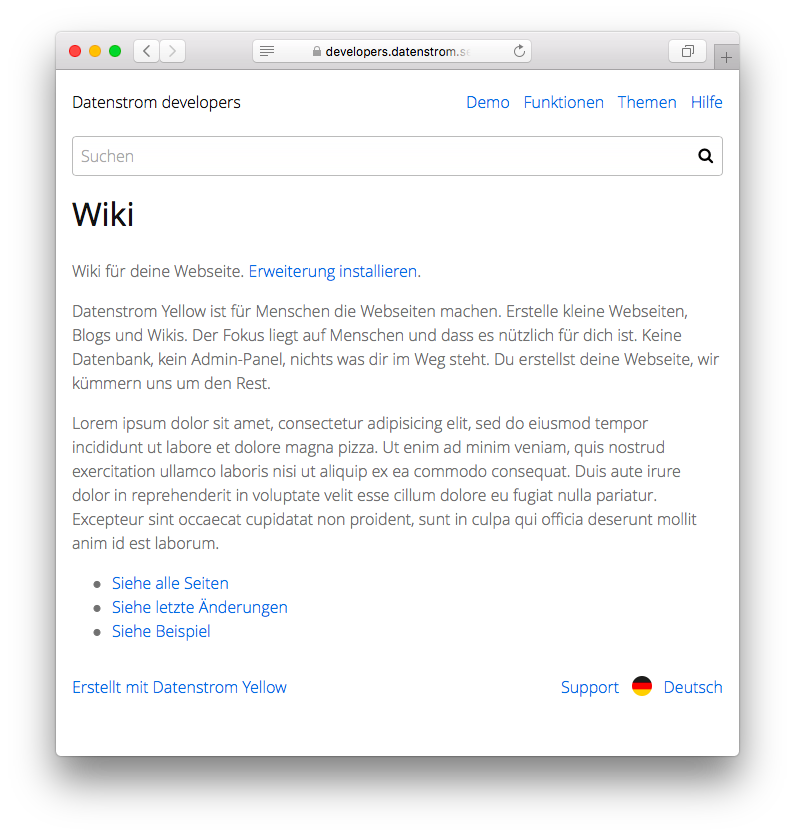 developers.datenstrom.s
Datenstrom developers
Demo Funktionen Themen Hilfe
Suchen
Wiki
Wiki für deine Webseite. Erweiterung installieren.
Datenstrom Yellow ist für Menschen die Webseiten machen. Erstelle kleine Webseiten,
Blogs und Wikis. Der Fokus liegt auf Menschen und dass es nützlich für dich ist. Keine
Datenbank, kein Admin-Panel, nichts was dir im Weg steht. Du erstellst deine Webseite, wir
kümmern uns um den Rest.
Lorem ipsum dolor sit amet, consectetur adipisicing elit, sed do eiusmod tempor
incididunt ut labore et dolore magna pizza. Ut enim ad minim veniam, quis nostrud
exercitation ullamco laboris nisi ut aliquip ex ea commodo consequat. Duis aute irure
dolor in reprehenderit in voluptate velit esse cillum dolore eu fugiat nulla pariatur.
Excepteur sint occaecat cupidatat non proident, sunt in culpa qui officia deserunt mollit
anim id est laborum.
Siehe alle Seiten
Siehe letzte Änderungen
Siehe Beispiel
Erstellt mit Datenstrom Yellow
Support Deutsch